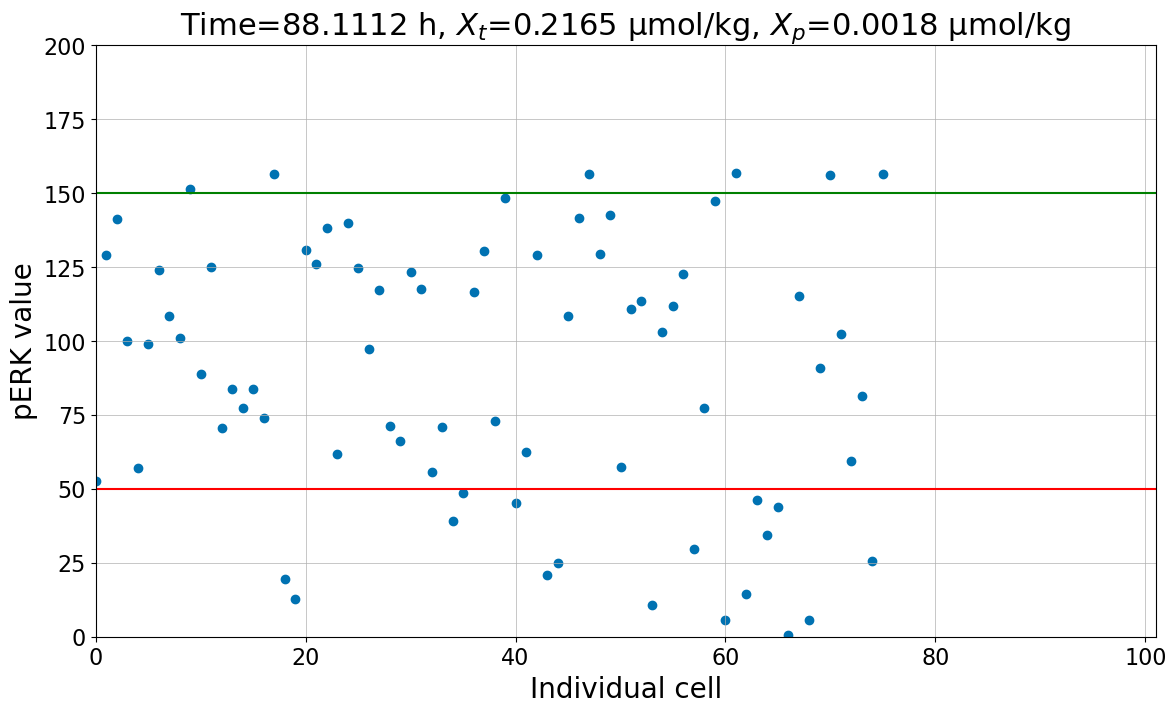 Time=88.1112 h, Xₜ=0.2165 µmol/kg, Xₚ=0.0018 µmol/kg
200
175
150
125
100
75
50
25
0
pERK value
0 20 40 60 80 100
Individual cell